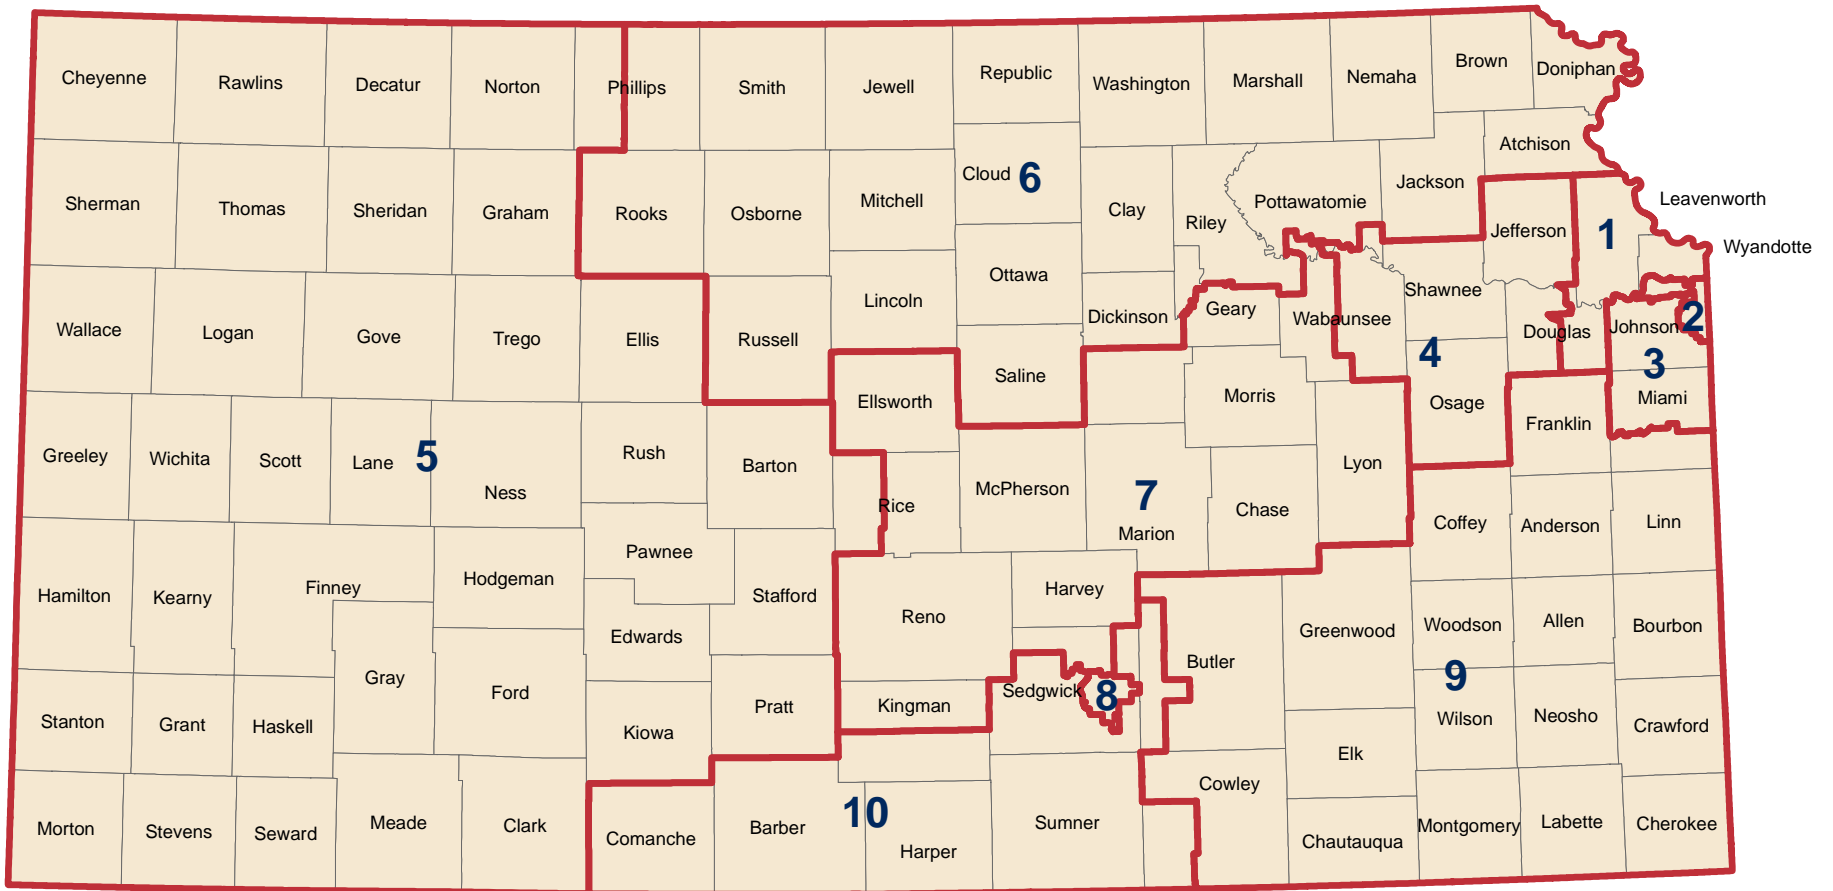 Cheyenne
Rawlins
Decatur
Norton
Phillips
Smith
Jewell
Republic
Washington
Marshall
Nemaha
Brown
Doniphan
Atchison
Sherman
Thomas
Sheridan
Graham
Rooks
Osborne
Mitchell
Cloud
6
Clay
Riley
Pottawatomie
Jackson
Jefferson
1
Leavenworth
Wyandotte
Wallace
Logan
Gove
Trego
Ellis
Russell
Lincoln
Ottawa
Dickinson
Geary
Wabaunsee
Shawnee
Douglas
Johnson
2
3
4
Saline
Ellsworth
Morris
Osage
Franklin
Miami
Greeley
Wichita
Scott
Lane
5
Ness
Rush
Barton
Rice
McPherson
7
Marion
Chase
Lyon
Coffey
Anderson
Linn
Hamilton
Kearny
Finney
Hodgeman
Pawnee
Stafford
Edwards
Reno
Harvey
Greenwood
Woodson
Allen
Bourbon
Gray
Ford
Kiowa
Pratt
Kingman
Sedgwick
8
Butler
9
Wilson
Neosho
Crawford
Stanton
Grant
Haskell
Elk
Cowley
Morton
Stevens
Seward
Meade
Clark
Comanche
Barber
10
Harper
Sumner
Chautauqua
Montgomery
Labette
Cherokee